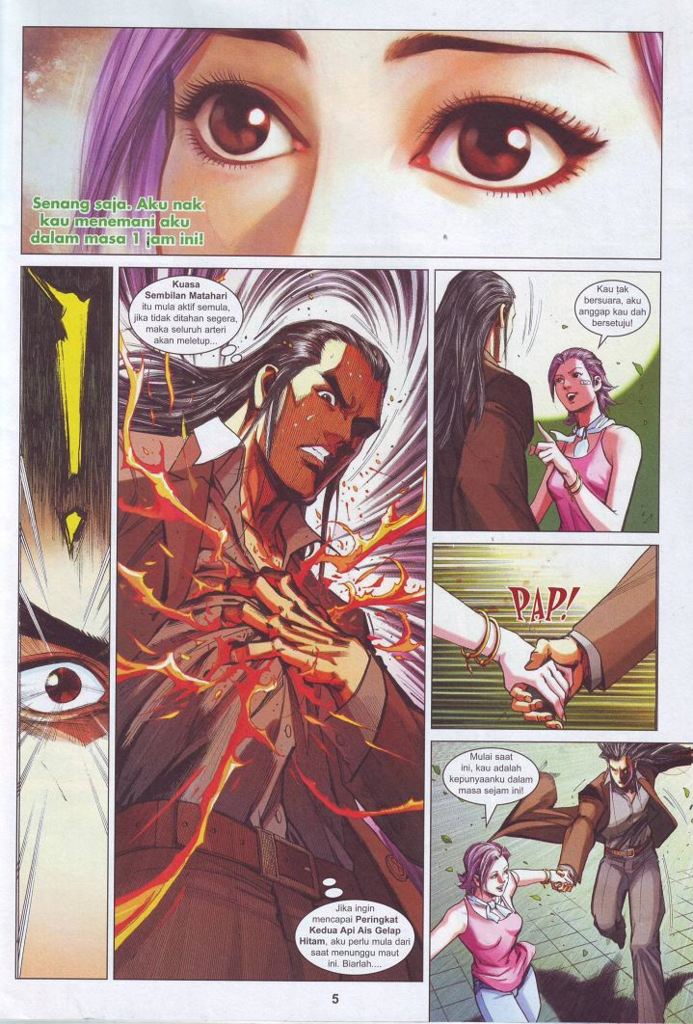 Senang saja. Aku nak
kau menemani aku
dalam masa 1 jam ini!
!
Kuasa
Sembilan Matahari
itu mula aktif semula,
jika tidak ditahan segera,
maka seluruh arteri
akan meletup...
Jika ingin
mencapai Peringkat
Kedua Api Ais Gelap
Hitam, aku perlu mula dari
saat menunggu maut
ini. Biarlah....
Kau tak
bersuara, aku
anggap kau dah
bersetuju!
PAP!
Mulai saat
ini, kau adalah
kepunyaanku dalam
masa sejam ini!
5